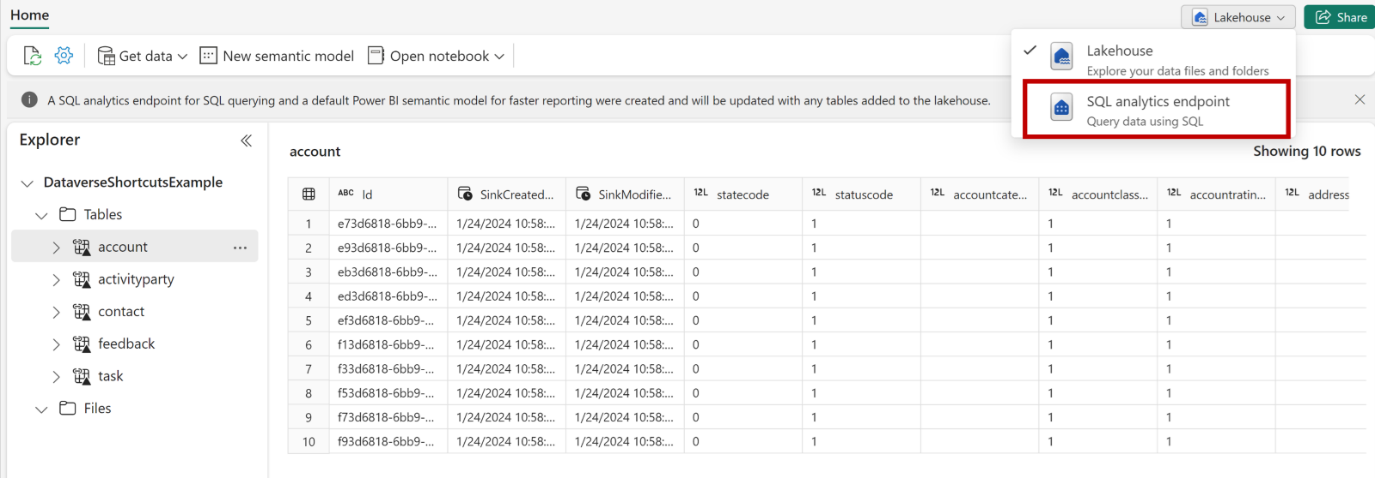 Home
Lakehouse
Share
Get data
New semantic model
Open notebook
Lakehouse
Explore your data files and folders
SQL analytics endpoint
Query data using SQL
A SQL analytics endpoint for SQL querying and a default Power BI semantic model for faster reporting were created and will be updated with any tables added to the lakehouse.
Explorer
DataverseShortcutsExample
Tables
account
activityparty
contact
feedback
task
Files
account
Showing 10 rows
ABC Id SinkCreated... SinkModifie... 12L statecode 12L statuscode 12L accountcate... 12L accountclass... 12L accountratin... 12L address
1 e73d6818-6bb9-... 1/24/2024 10:58:... 1/24/2024 10:58:... 0 1 1 1
2 e93d6818-6bb9-... 1/24/2024 10:58:... 1/24/2024 10:58:... 0 1 1 1
3 eb3d6818-6bb9-... 1/24/2024 10:58:... 1/24/2024 10:58:... 0 1 1 1
4 ed3d6818-6bb9-... 1/24/2024 10:58:... 1/24/2024 10:58:... 0 1 1 1
5 ef3d6818-6bb9-... 1/24/2024 10:58:... 1/24/2024 10:58:... 0 1 1 1
6 f13d6818-6bb9-... 1/24/2024 10:58:... 1/24/2024 10:58:... 0 1 1 1
7 f33d6818-6bb9-... 1/24/2024 10:58:... 1/24/2024 10:58:... 0 1 1 1
8 f53d6818-6bb9-... 1/24/2024 10:58:... 1/24/2024 10:58:... 0 1 1 1
9 f73d6818-6bb9-... 1/24/2024 10:58:... 1/24/2024 10:58:... 0 1 1 1
10 f93d6818-6bb9-... 1/24/2024 10:58:... 1/24/2024 10:58:... 0 1 1 1